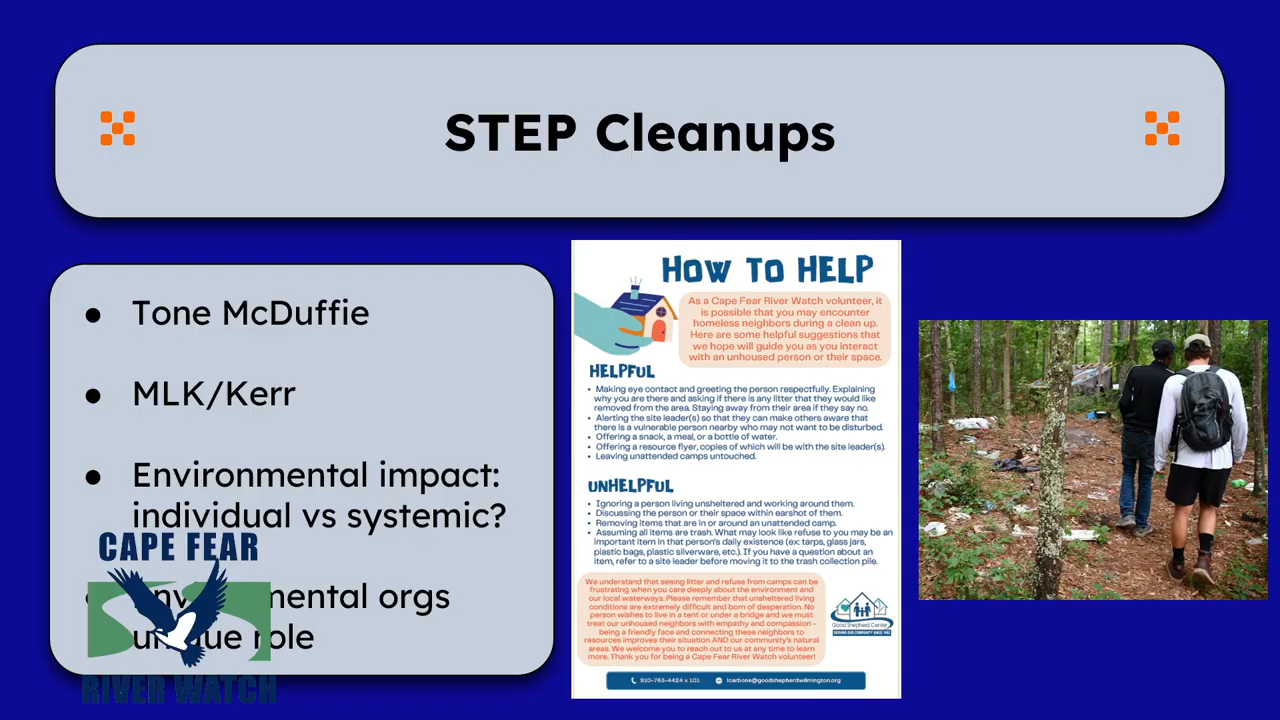 STEP Cleanups
● Tone McDuffie
● MLK/Kerr
● Environmental impact:
individual vs systemic?
● Environmental orgs
unique role
CAPE FEAR
RIVER WATCH
HOW TO HELP
As a Cape Fear River Watch volunteer, it
is possible that you may encounter
homeless neighbors during a clean up.
Here are some helpful suggestions that
we hope will guide you as you interact
with an unhoused person or their space.
HELPFUL
• Making eye contact and greeting the person respectfully. Explaining
why you are there and asking if there is any litter that they would like
removed from the area. Staying away from their area if they say no.
• Alerting the site leader(s) so that they can make others aware that
there is a vulnerable person nearby who may not want to be disturbed.
• Offering a snack, a meal, or a bottle of water.
• Offering a resource flyer, copies of which will be with the site leader(s).
• Leaving unattended camps untouched.
UNHELPFUL
• Ignoring a person living unsheltered and working around them.
• Discussing the person or their space within earshot of them.
• Removing items that are in or around an unattended camp.
• Assuming all items are trash. What may look like refuse to you may be an
important item in that person's daily existence (ex: tarps, glass jars,
plastic bags, plastic silverware, etc.). If you have a question about an
item, refer to a site leader before moving it to the trash collection pile.
We understand that seeing litter and refuse from camps can be
frustrating when you care deeply about the environment and
our local waterways. Please remember that unsheltered living
conditions are extremely difficult and born of desperation. No
person wishes to live in a tent or under a bridge and we must
treat our unhoused neighbors with empathy and compassion -
being a friendly face and connecting these neighbors to
resources improves their situation AND our community's natural
areas. We welcome you to reach out to us at any time to learn
more. Thank you for being a Cape Fear River Watch volunteer!
Good Shepherd Center
SERVING OUR COMMUNITY SINCE 1983
910-763-4424 x 101 lcarbone@goodshepherdwilmington.org